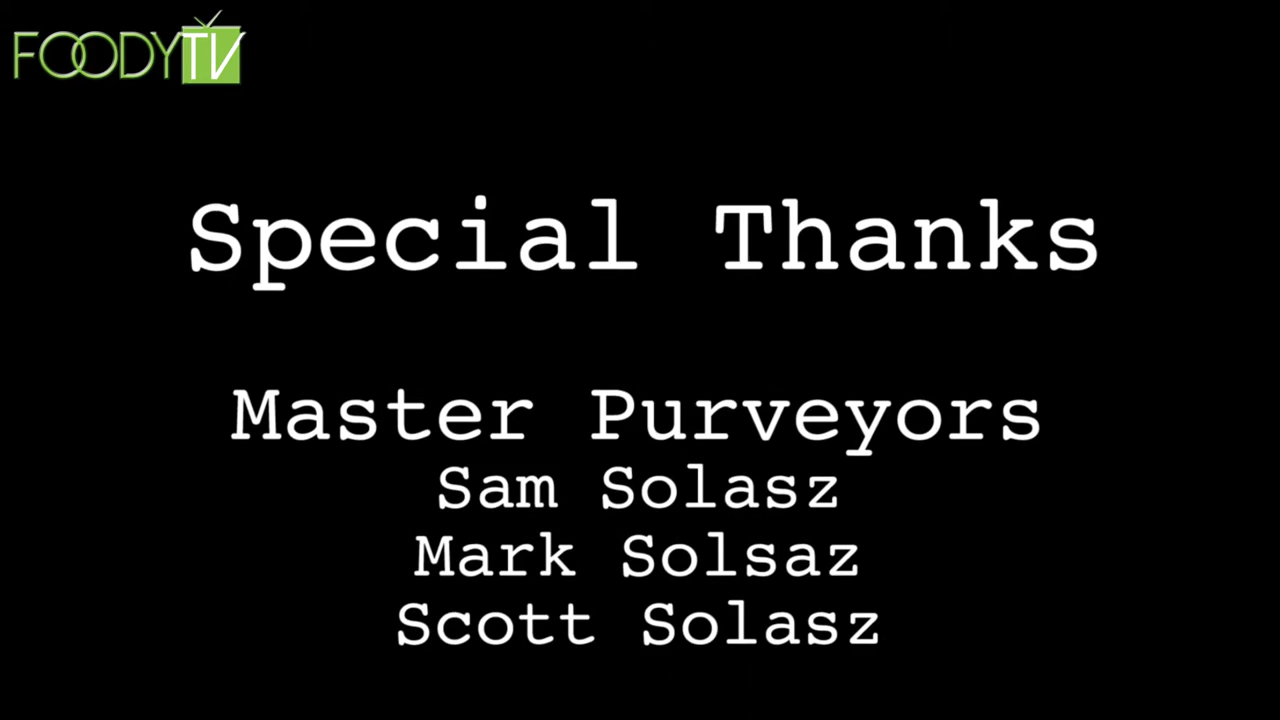 FOODYTV
Special Thanks
Master Purveyors
Sam Solasz
Mark Solsaz
Scott Solasz